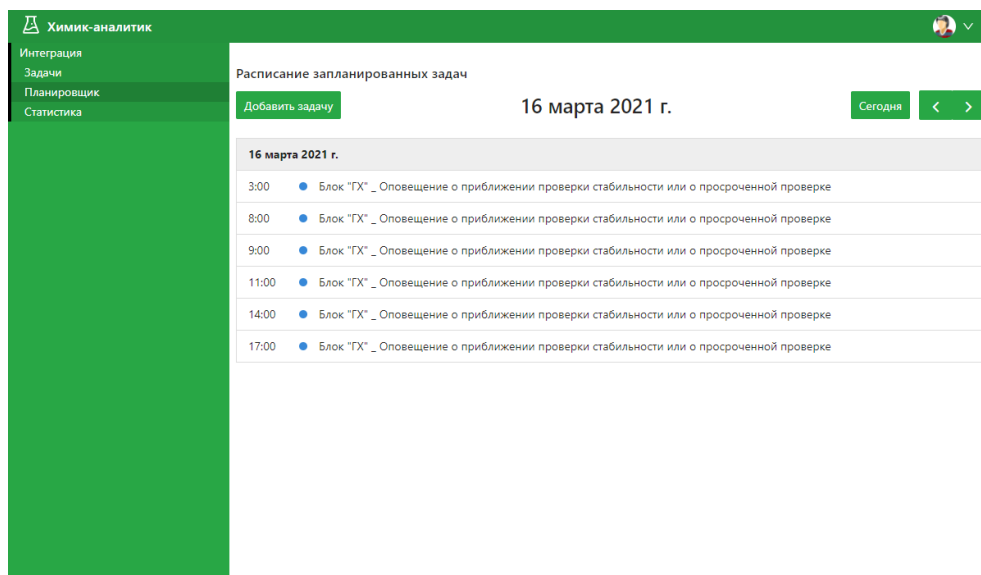 Химик-аналитик
Интеграция
Задачи
Планировщик
Статистика
Расписание запланированных задач
Добавить задачу
16 марта 2021 г.
Сегодня
16 марта 2021 г.
3:00 Блок "ГХ" _ Оповещение о приближении проверки стабильности или о просроченной проверке
8:00 Блок "ГХ" _ Оповещение о приближении проверки стабильности или о просроченной проверке
9:00 Блок "ГХ" _ Оповещение о приближении проверки стабильности или о просроченной проверке
11:00 Блок "ГХ" _ Оповещение о приближении проверки стабильности или о просроченной проверке
14:00 Блок "ГХ" _ Оповещение о приближении проверки стабильности или о просроченной проверке
17:00 Блок "ГХ" _ Оповещение о приближении проверки стабильности или о просроченной проверке